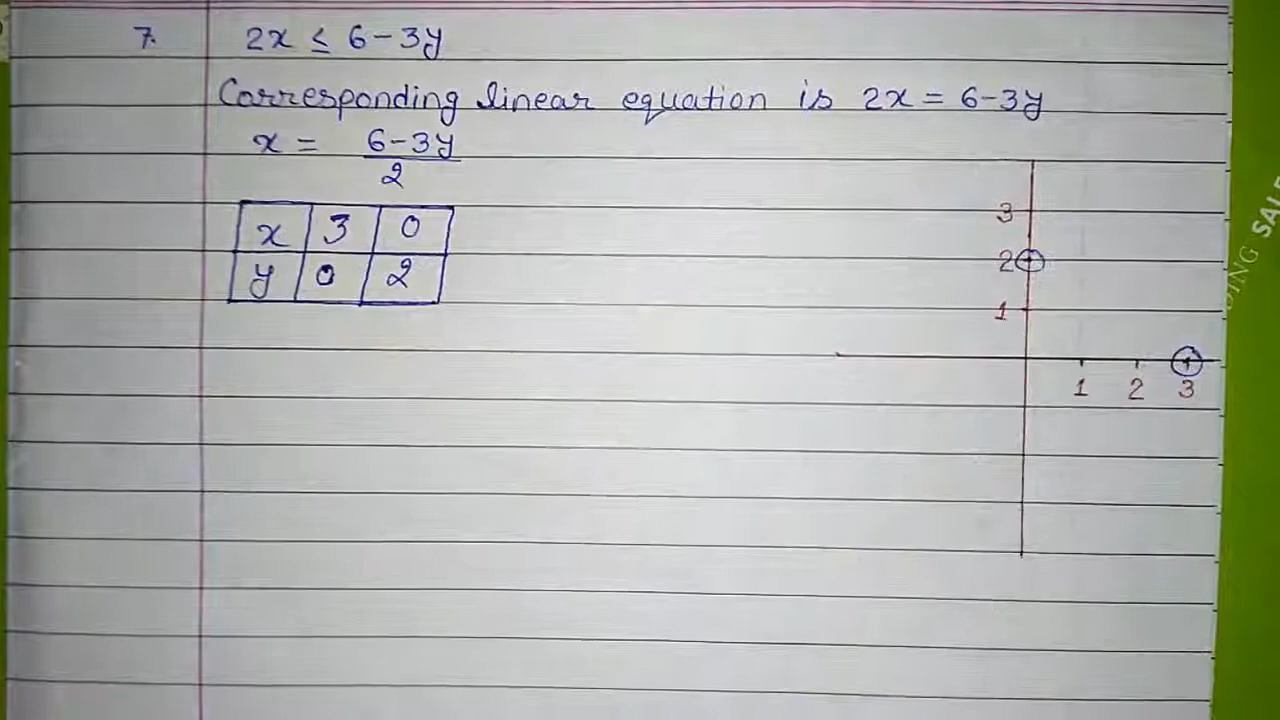 7. 2x ≤ 6-3y
Corresponding linear equation is 2x = 6-3y
x = 6-3y
2
x 3 0
y 0 2
3
2
1
1 2 3
SALE